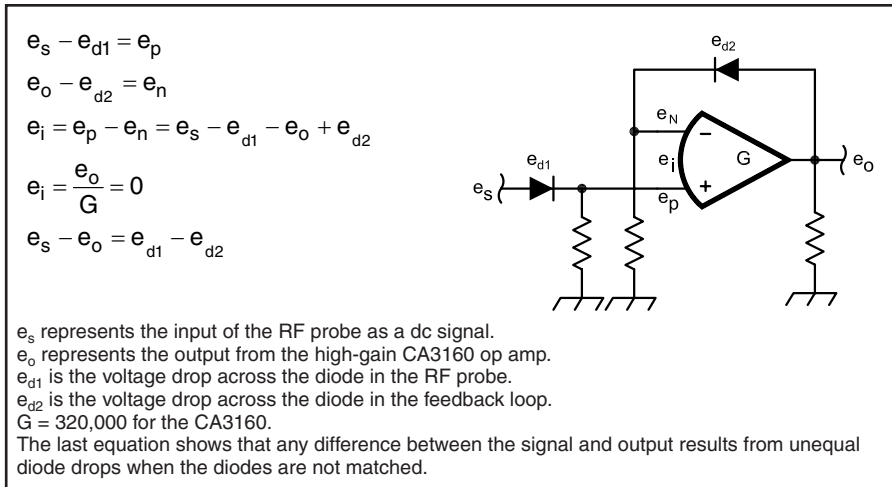 e_s − e_d1 = e_p
e_o − e_d2 = e_n
e_i = e_p − e_n = e_s − e_d1 − e_o + e_d2
e_i = e_o/G = 0
e_s − e_o = e_d1 − e_d2
e_d2
e_N
−
e_d1
e_i
G
e_s
e_o
e_p
+
e_s represents the input of the RF probe as a dc signal.
e_o represents the output from the high-gain CA3160 op amp.
e_d1 is the voltage drop across the diode in the RF probe.
e_d2 is the voltage drop across the diode in the feedback loop.
G = 320,000 for the CA3160.
The last equation shows that any difference between the signal and output results from unequal
diode drops when the diodes are not matched.